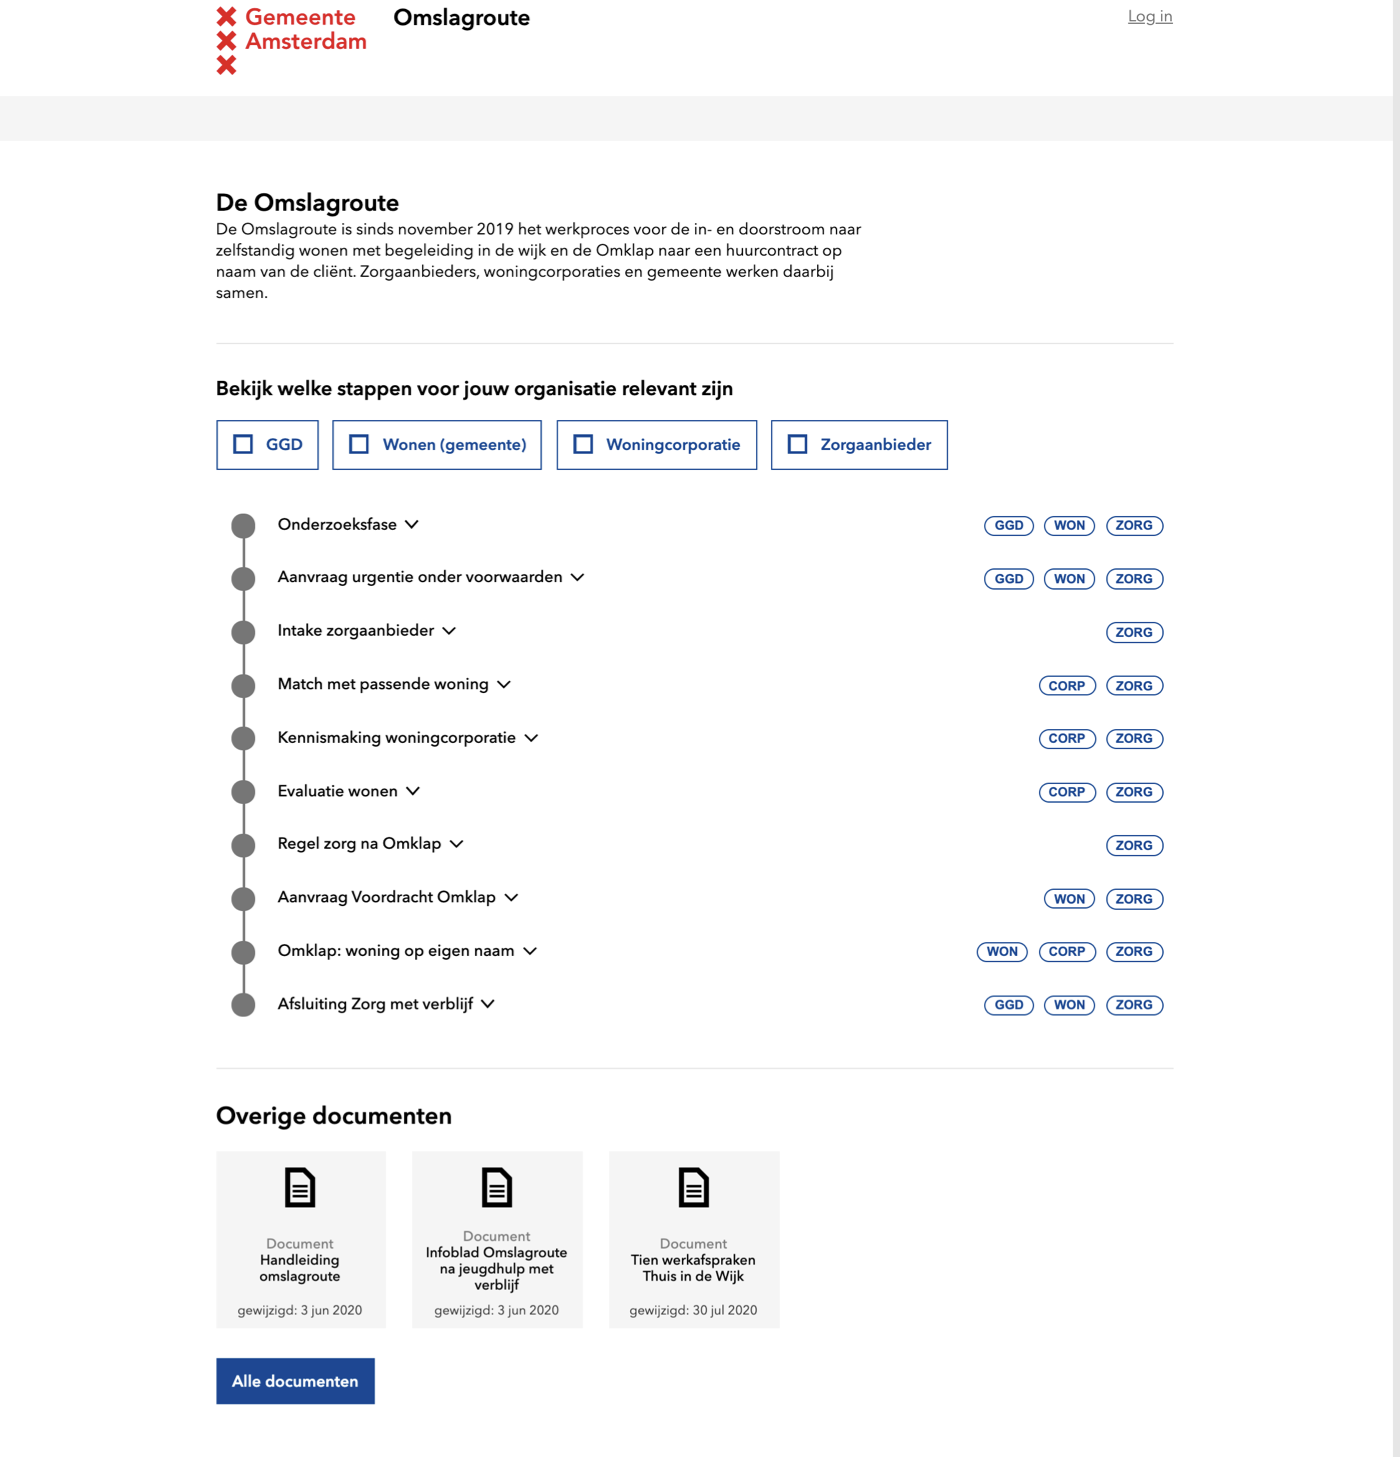 Gemeente
Amsterdam
Omslagroute
Log in
De Omslagroute
De Omslagroute is sinds november 2019 het werkproces voor de in- en doorstroom naar
zelfstandig wonen met begeleiding in de wijk en de Omklap naar een huurcontract op
naam van de cliënt. Zorgaanbieders, woningcorporaties en gemeente werken daarbij
samen.
Bekijk welke stappen voor jouw organisatie relevant zijn
GGD
Wonen (gemeente)
Woningcorporatie
Zorgaanbieder
Onderzoeksfase GGD WON ZORG
Aanvraag urgentie onder voorwaarden GGD WON ZORG
Intake zorgaanbieder ZORG
Match met passende woning CORP ZORG
Kennismaking woningcorporatie CORP ZORG
Evaluatie wonen CORP ZORG
Regel zorg na Omklap ZORG
Aanvraag Voordracht Omklap WON ZORG
Omklap: woning op eigen naam WON CORP ZORG
Afsluiting Zorg met verblijf GGD WON ZORG
Overige documenten
Document
Handleiding
omslagroute
gewijzigd: 3 jun 2020
Document
Infoblad Omslagroute
na jeugdhulp met
verblijf
gewijzigd: 3 jun 2020
Document
Tien werkafspraken
Thuis in de Wijk
gewijzigd: 30 jul 2020
Alle documenten